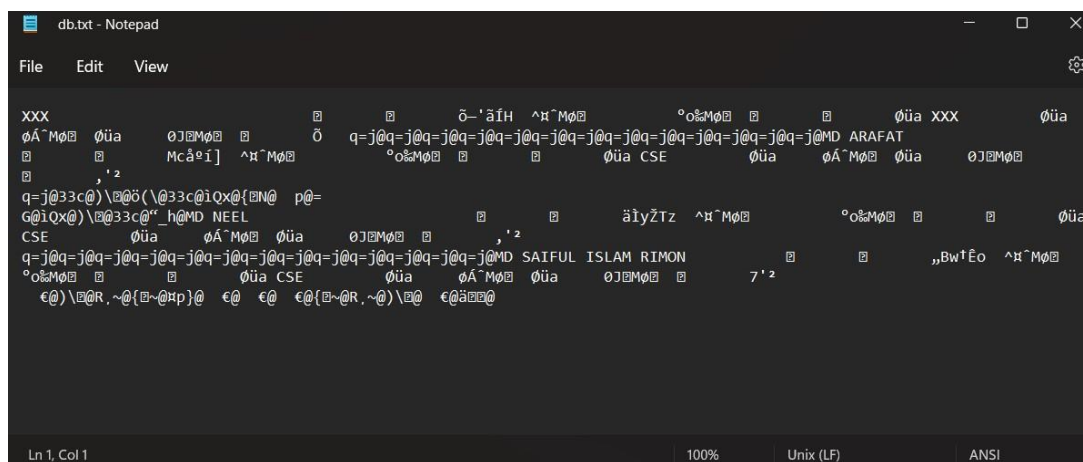 db.txt - Notepad
File Edit View
XXX õ—'ãÍH ^¤ˆMø °o‰Mø Øüa XXX Øüa
øÁˆMø Øüa 0J Mø õ q=j@q=j@q=j@q=j@q=j@q=j@q=j@q=j@q=j@q=j@q=j@q=j@MD ARAFAT
Mcåºí] ^¤ˆMø °o‰Mø Øüa CSE Øüa øÁˆMø Øüa 0J Mø
,'²
q=j@33c@)\ @ö(\@33c@ìQx@{ N@ p@=
G@ìQx@)\ @33c@“_h@MD NEEL äÌyŽTz ^¤ˆMø °o‰Mø Øüa
CSE Øüa øÁˆMø Øüa 0J Mø ,'²
q=j@q=j@q=j@q=j@q=j@q=j@q=j@q=j@q=j@q=j@q=j@q=j@MD SAIFUL ISLAM RIMON „Bw†Êo ^¤ˆMø
°o‰Mø Øüa CSE Øüa øÁˆMø Øüa 0J Mø 7'²
€@)\ @R¸~@{ ~@¤p}@ €@ €@ €@{ ~@R¸~@)\ @ €@ä @
Ln 1, Col 1 100% Unix (LF) ANSI